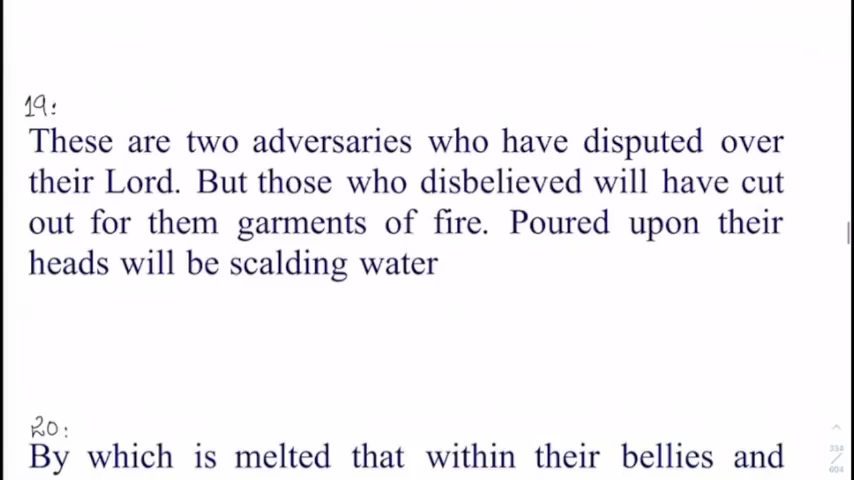 19:
These are two adversaries who have disputed over
their Lord. But those who disbelieved will have cut
out for them garments of fire. Poured upon their
heads will be scalding water
20:
By which is melted that within their bellies and
334
604